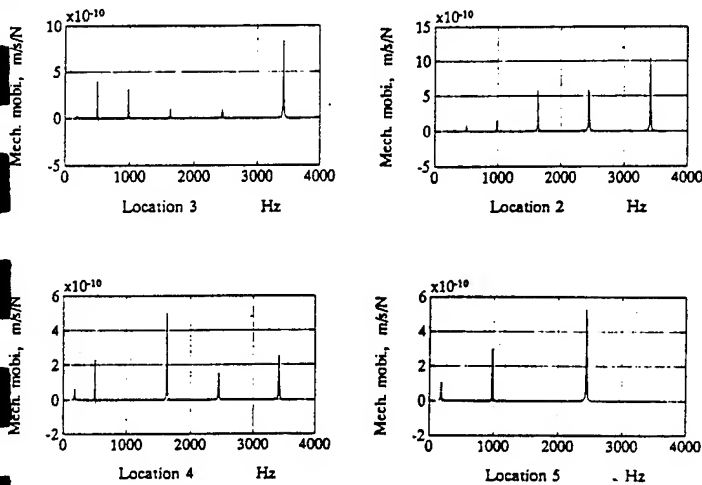 x10-10
Mech. mobi., m/s/N
10
5
0
-5
0 1000 2000 3000 4000
Location 3 Hz
x10-10
Mech. mobi., m/s/N
15
10
5
0
-5
0 1000 2000 3000 4000
Location 2 Hz
x10-10
Mech. mobi., m/s/N
6
4
2
0
-2
0 1000 2000 3000 4000
Location 4 Hz
x10-10
Mech. mobi., m/s/N
6
4
2
0
-2
0 1000 2000 3000 4000
Location 5 Hz